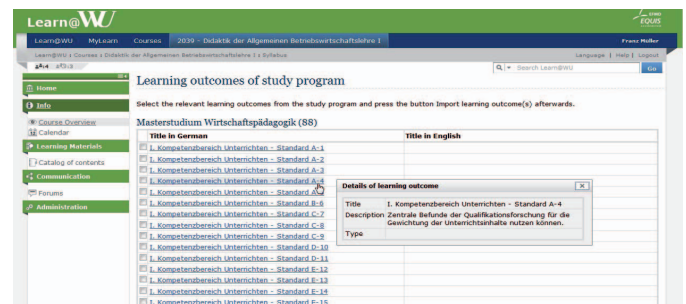 Learn@WU
EQUIS
Learn@WU MyLearn Courses 2039 - Didaktik der Allgemeinen Betriebswirtschaftslehre I Franz Müller
Learn@WU : Courses : Didaktik der Allgemeinen Betriebswirtschaftslehre I : Syllabus Language | Help | Logout
Search Learn@WU Go
Home
Learning outcomes of study program
Info
Select the relevant learning outcomes from the study program and press the button Import learning outcome(s) afterwards.
Course Overview
Calendar
Masterstudium Wirtschaftspädagogik (88)
Title in German Title in English
Learning Materials
Catalog of contents
Communication
Forums
Administration
I. Kompetenzbereich Unterrichten - Standard A-1
I. Kompetenzbereich Unterrichten - Standard A-2
I. Kompetenzbereich Unterrichten - Standard A-3
I. Kompetenzbereich Unterrichten - Standard A-4
I. Kompetenzbereich Unterrichten - Standard
I. Kompetenzbereich Unterrichten - Standard B-6
I. Kompetenzbereich Unterrichten - Standard C-7
I. Kompetenzbereich Unterrichten - Standard C-8
I. Kompetenzbereich Unterrichten - Standard C-9
I. Kompetenzbereich Unterrichten - Standard D-10
I. Kompetenzbereich Unterrichten - Standard D-11
I. Kompetenzbereich Unterrichten - Standard E-12
I. Kompetenzbereich Unterrichten - Standard E-13
I. Kompetenzbereich Unterrichten - Standard E-14
I. Kompetenzbereich Unterrichten - Standard E-15
Details of learning outcome X
Title I. Kompetenzbereich Unterrichten - Standard A-4
Description Zentrale Befunde der Qualifikationsforschung für die
Gewichtung der Unterrichtsinhalte nutzen können.
Type